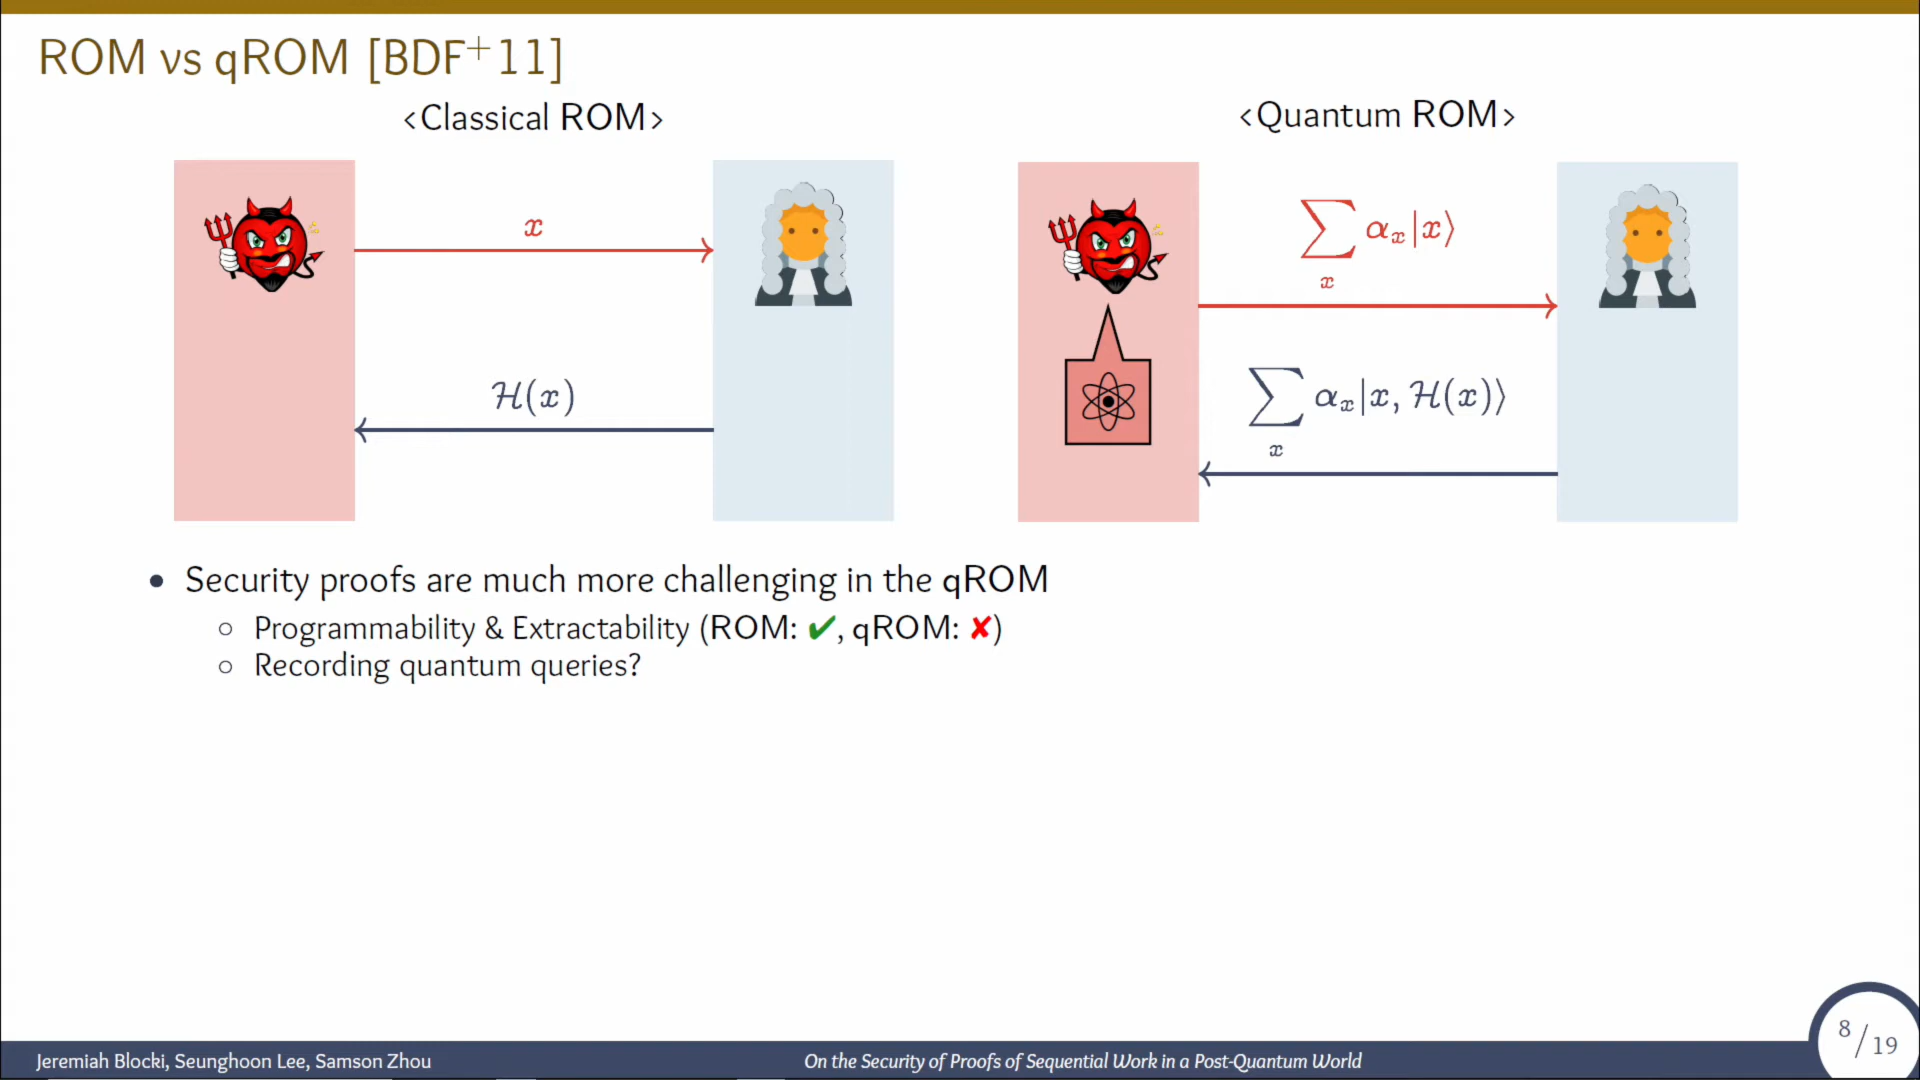 ROM vs qROM [BDF⁺11]
<Classical ROM>
<Quantum ROM>
x
H(x)
∑ₓ αₓ|x⟩
∑ₓ αₓ|x, H(x)⟩
• Security proofs are much more challenging in the qROM
○ Programmability & Extractability (ROM: ✔, qROM: ✘)
○ Recording quantum queries?
Jeremiah Blocki, Seunghoon Lee, Samson Zhou
On the Security of Proofs of Sequential Work in a Post-Quantum World
8/19